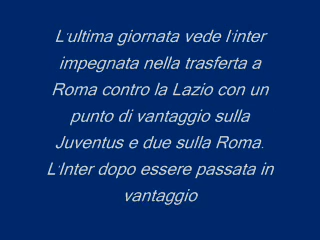 L'ultima giornata vede l'inter
impegnata nella trasferta a
Roma contro la Lazio con un
punto di vantaggio sulla
Juventus e due sulla Roma.
L'Inter dopo essere passata in
vantaggio